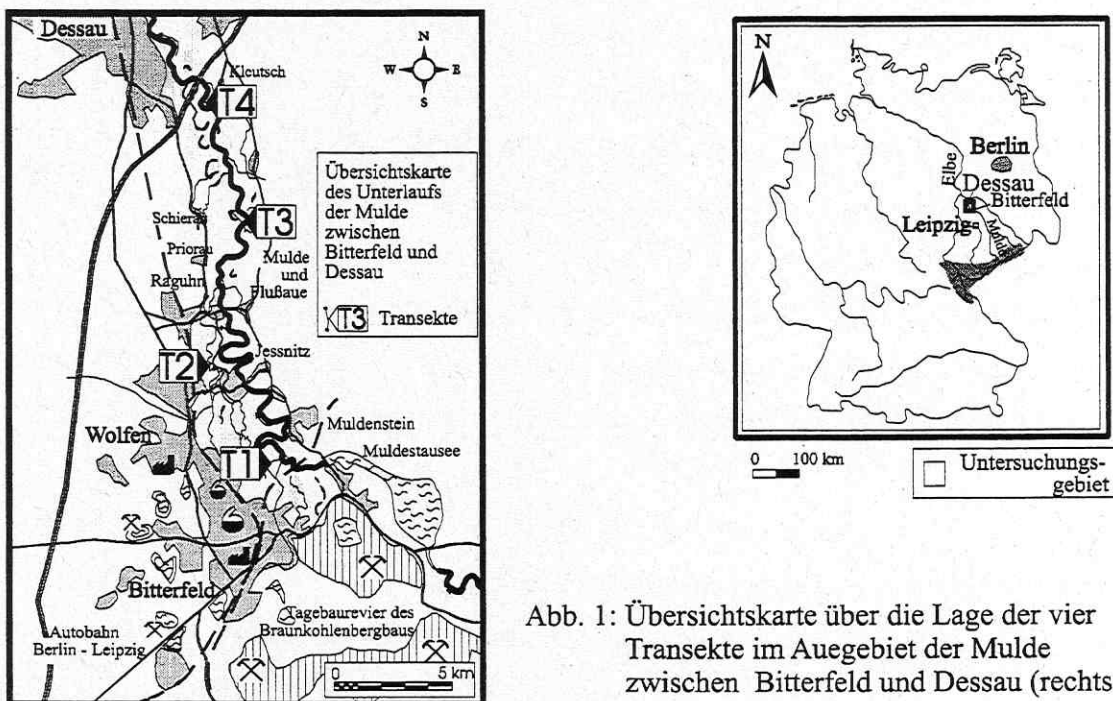 Dessau
Kleutsch
N
W E
S
T4
Übersichtskarte
des Unterlaufs
der Mulde
zwischen
Bitterfeld und
Dessau
T3 Transekte
Schierau
T3
Priorau
Mulde
und
Flußaue
Raguhn
T2
Jessnitz
Muldenstein
Wolfen
Muldestausee
T1
Bitterfeld
Tagebaurevier des
Braunkohlenbergbaus
Autobahn
Berlin - Leipzig
0 5 km
N
Berlin
Elbe
Dessau
Bitterfeld
Leipzig
Mulde
0 100 km
Untersuchungs-
gebiet
Abb. 1: Übersichtskarte über die Lage der vier
Transekte im Auegebiet der Mulde
zwischen Bitterfeld und Dessau (rechts